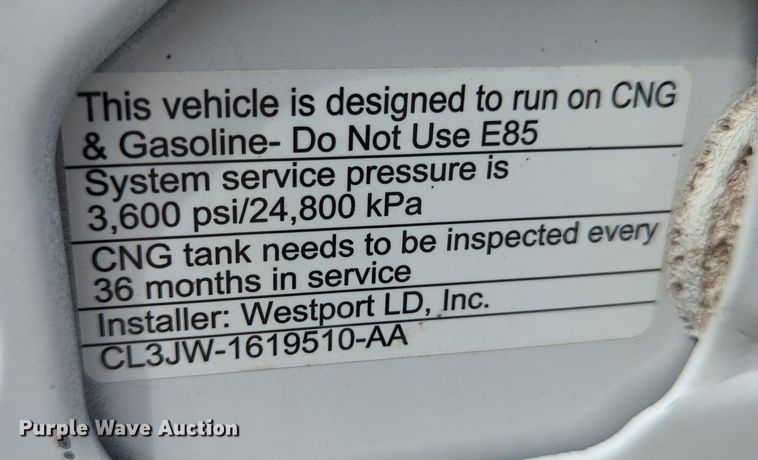 This vehicle is designed to run on CNG
& Gasoline- Do Not Use E85
System service pressure is
3,600 psi/24,800 kPa
CNG tank needs to be inspected every
36 months in service
Installer: Westport LD, Inc.
CL3JW-1619510-AA
Purple Wave Auction